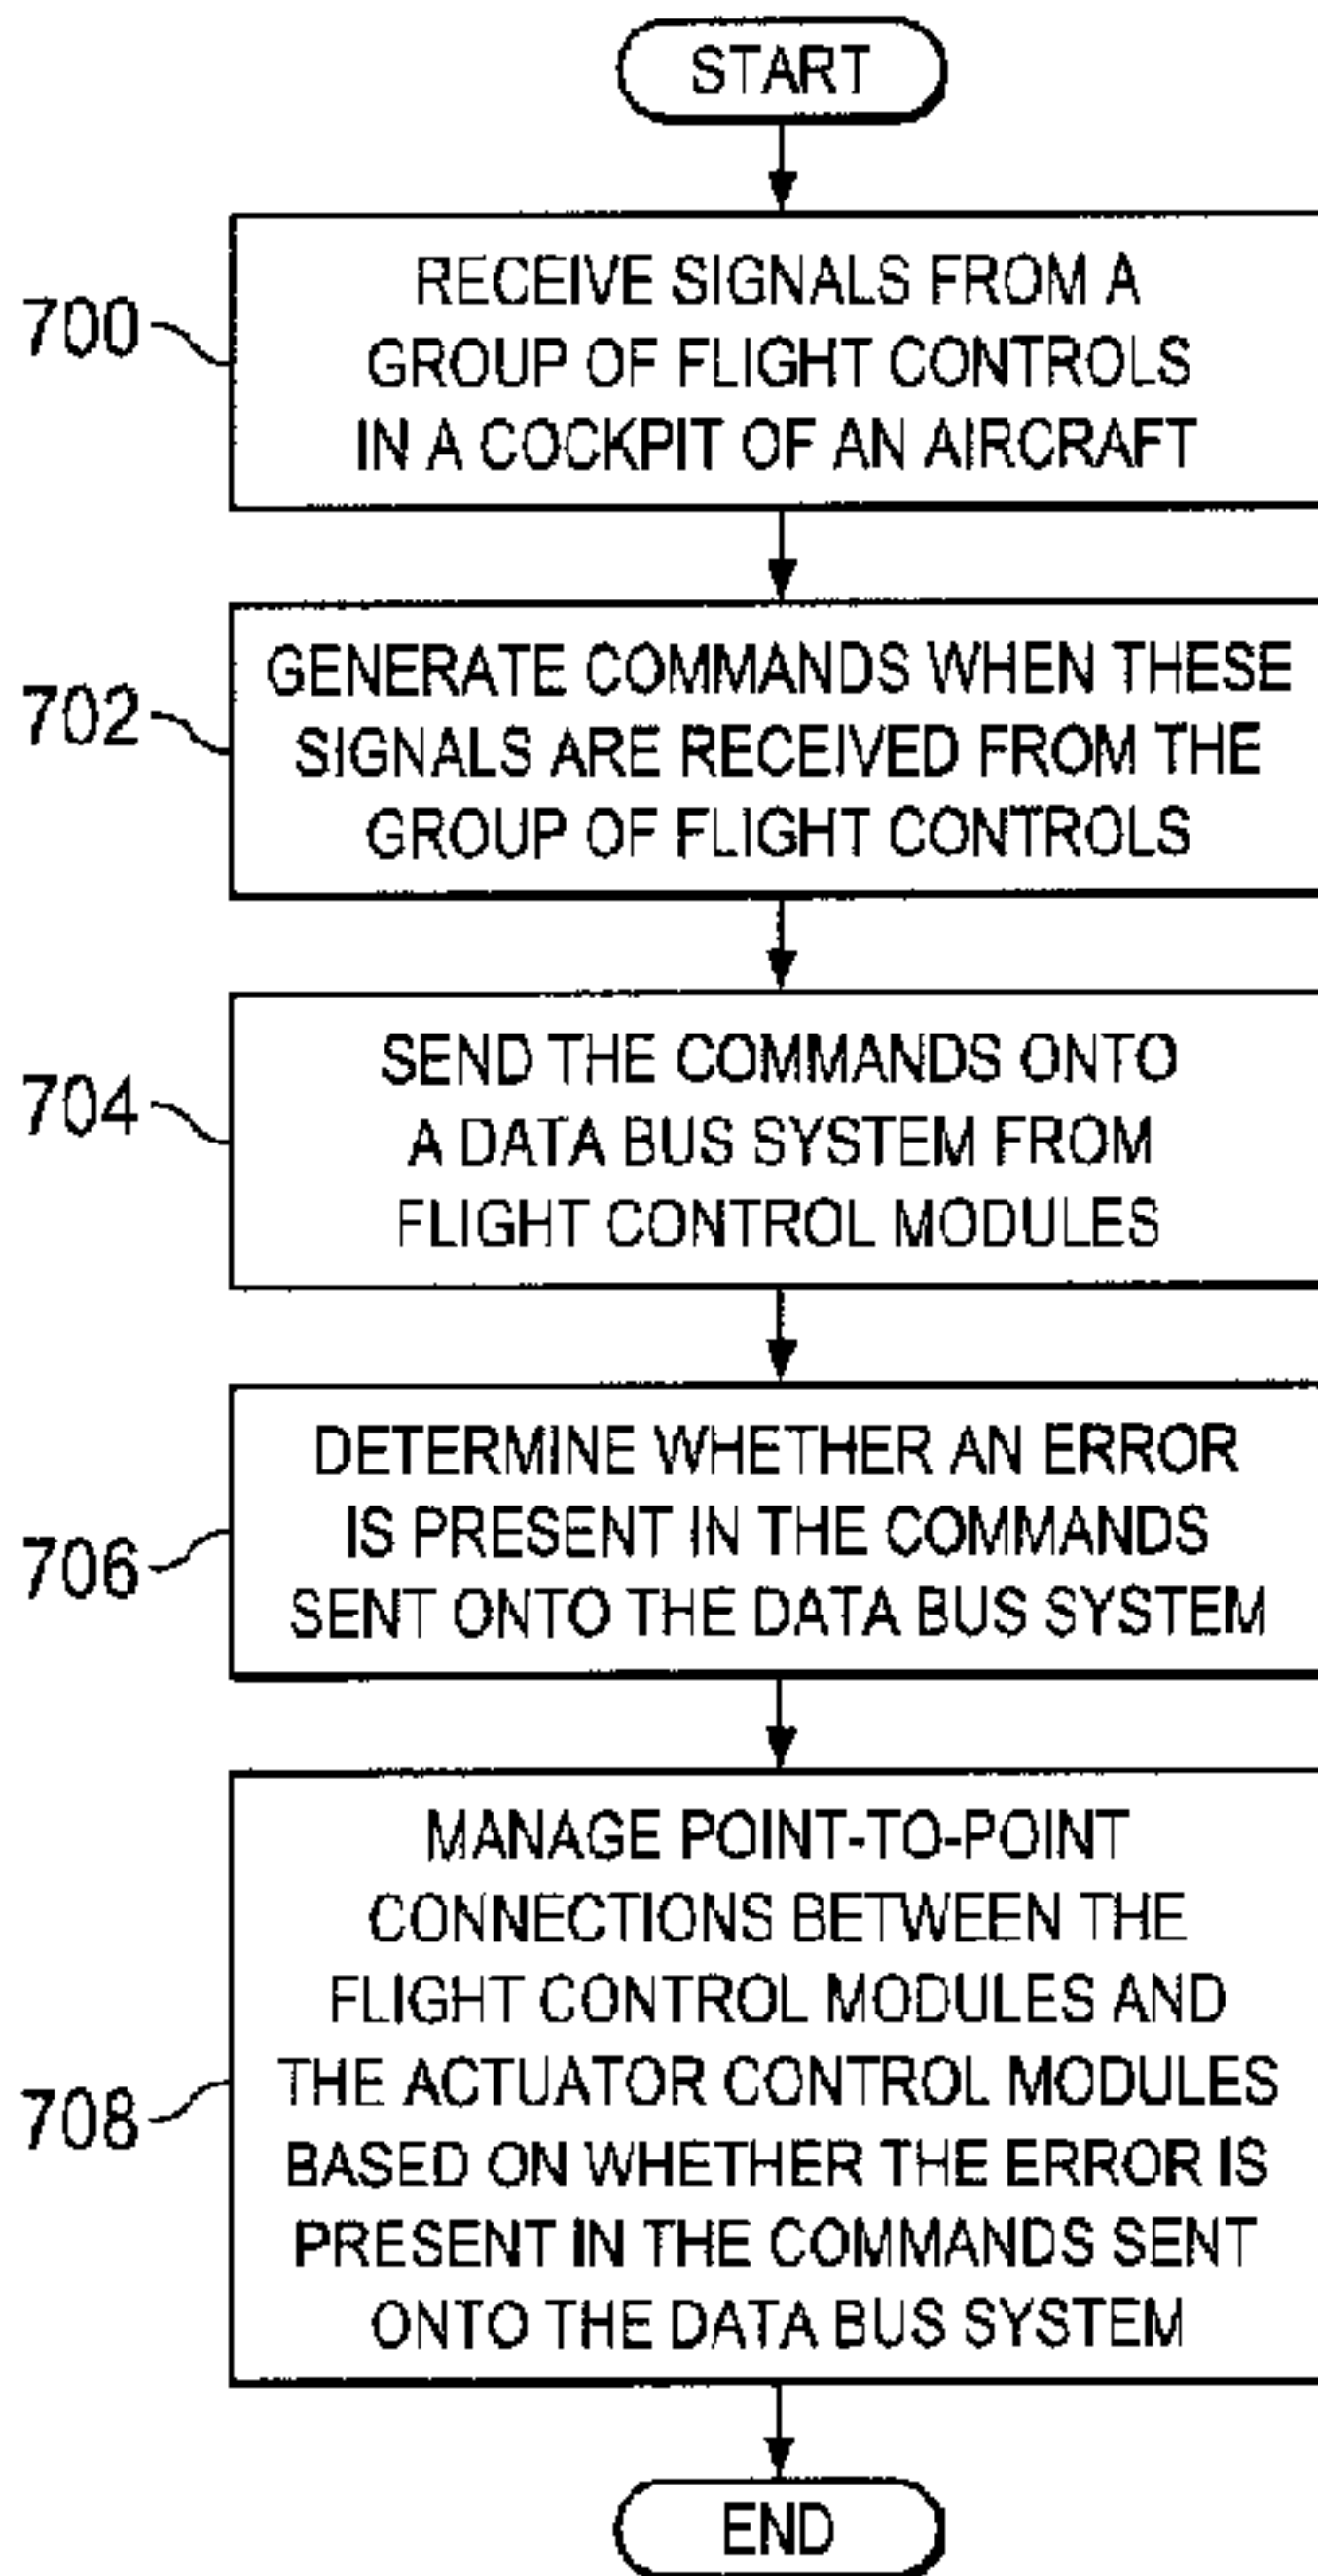 START
700
RECEIVE SIGNALS FROM A
GROUP OF FLIGHT CONTROLS
IN A COCKPIT OF AN AIRCRAFT
702
GENERATE COMMANDS WHEN THESE
SIGNALS ARE RECEIVED FROM THE
GROUP OF FLIGHT CONTROLS
704
SEND THE COMMANDS ONTO
A DATA BUS SYSTEM FROM
FLIGHT CONTROL MODULES
706
DETERMINE WHETHER AN ERROR
IS PRESENT IN THE COMMANDS
SENT ONTO THE DATA BUS SYSTEM
708
MANAGE POINT-TO-POINT
CONNECTIONS BETWEEN THE
FLIGHT CONTROL MODULES AND
THE ACTUATOR CONTROL MODULES
BASED ON WHETHER THE ERROR IS
PRESENT IN THE COMMANDS SENT
ONTO THE DATA BUS SYSTEM
END